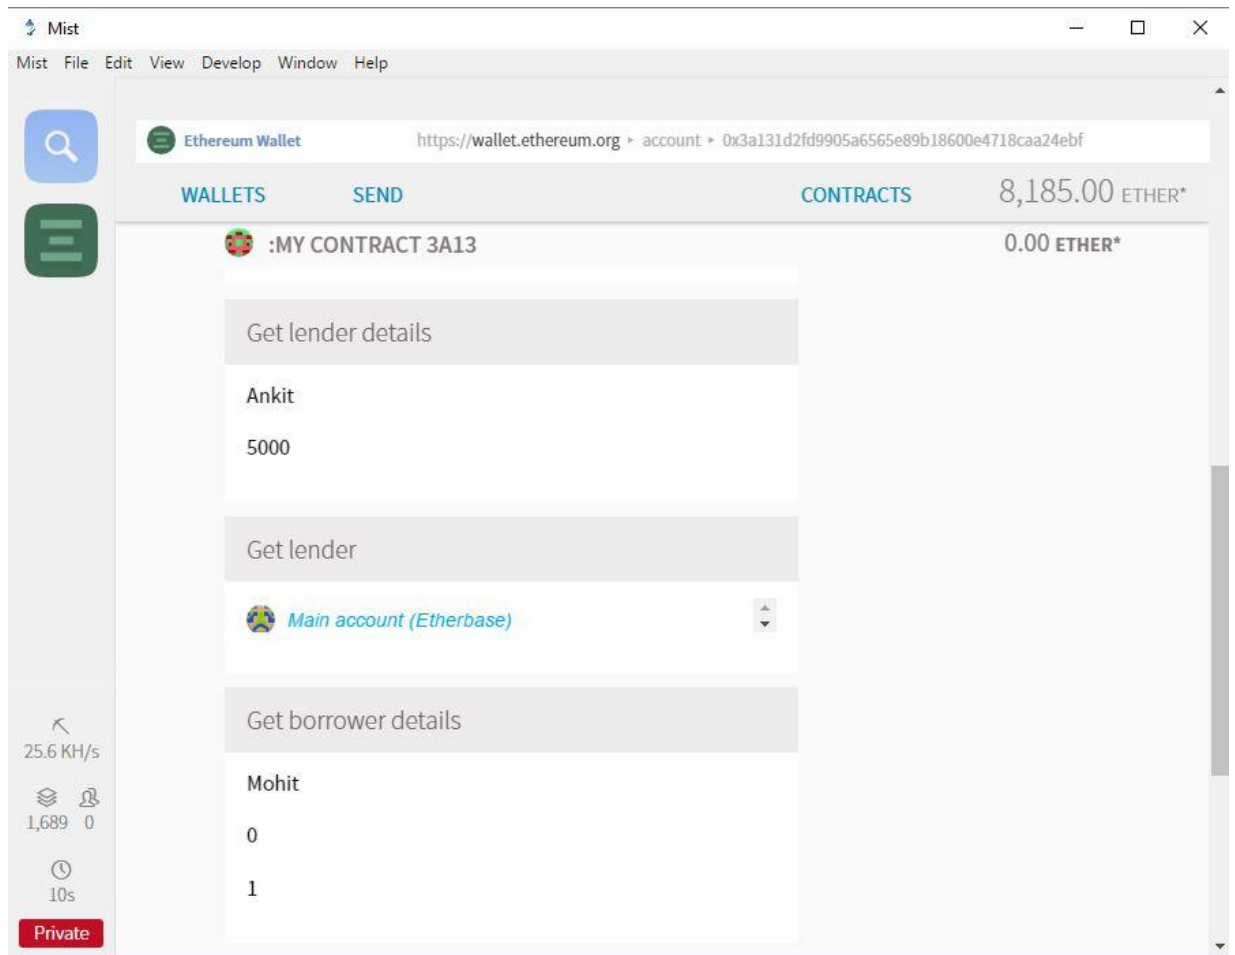 Mist
Mist File Edit View Develop Window Help
Ethereum Wallet https://wallet.ethereum.org ▸ account ▸ 0x3a131d2fd9905a6565e89b18600e4718caa24ebf
WALLETS SEND CONTRACTS 8,185.00 ETHER*
:MY CONTRACT 3A13 0.00 ETHER*
Get lender details
Ankit
5000
Get lender
Main account (Etherbase)
Get borrower details
Mohit
0
1
25.6 KH/s
1,689 0
10s
Private